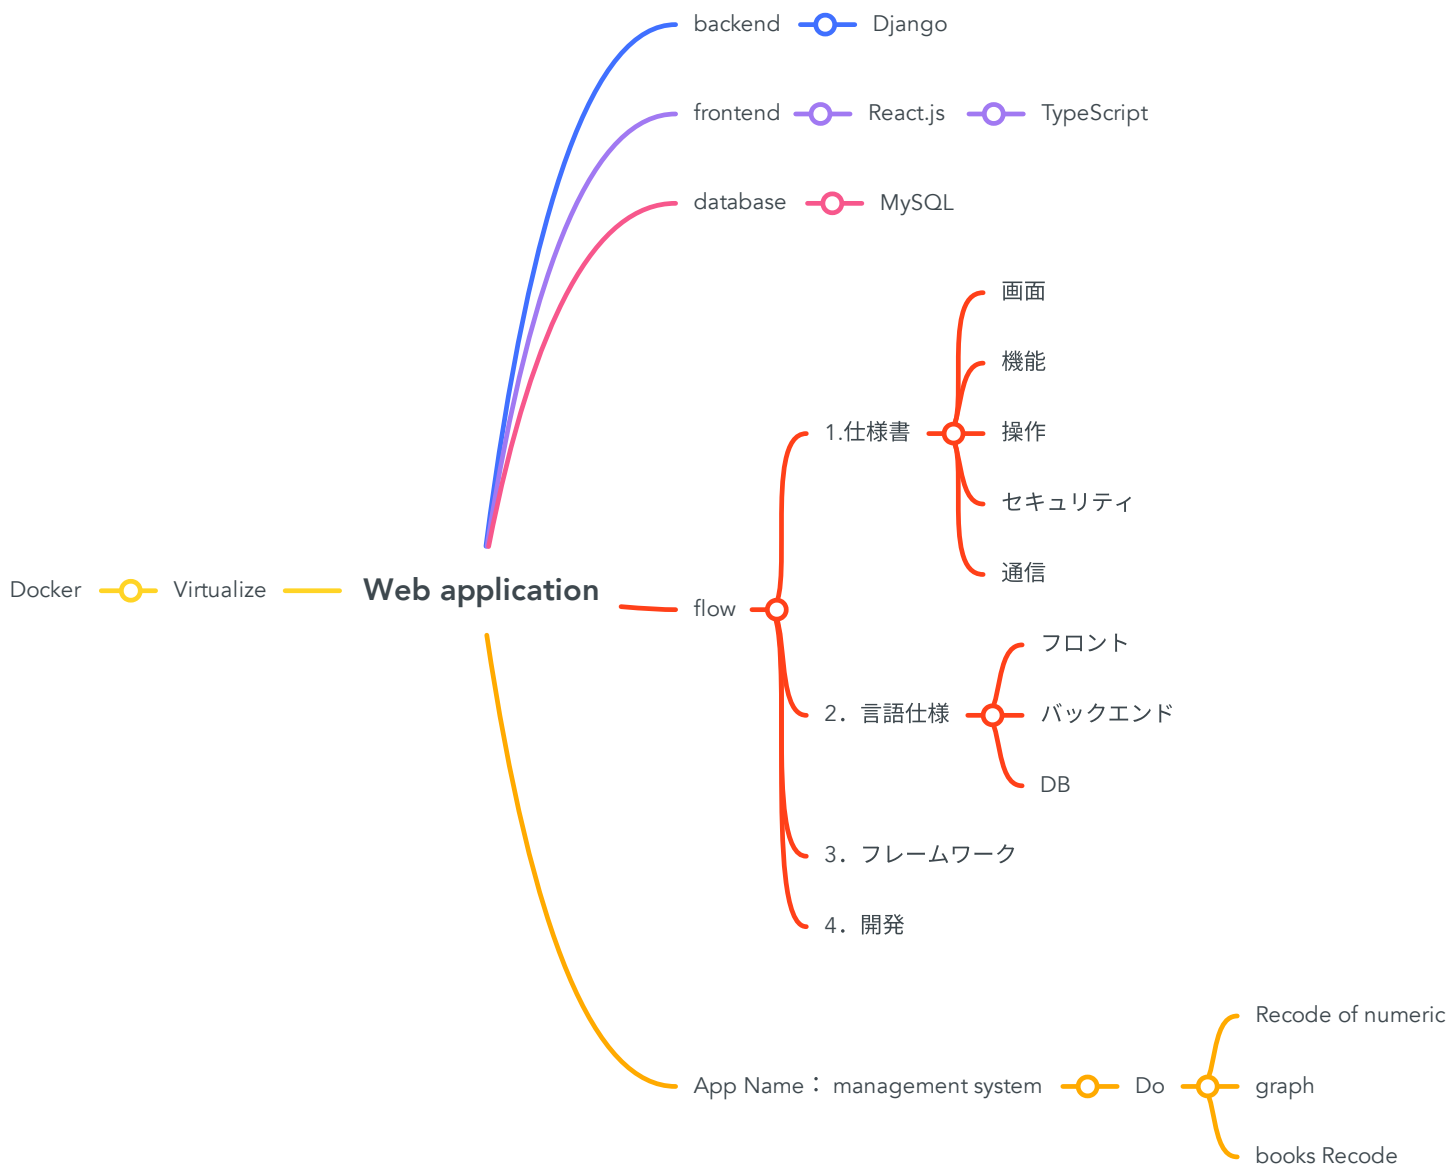 backend
Django
frontend
React.js
TypeScript
database
MySQL
画面
機能
1.仕様書
操作
セキュリティ
通信
Docker
Virtualize
Web application
flow
フロント
2．言語仕様
バックエンド
DB
3．フレームワーク
4．開発
Recode of numeric
App Name： management system
Do
graph
books Recode